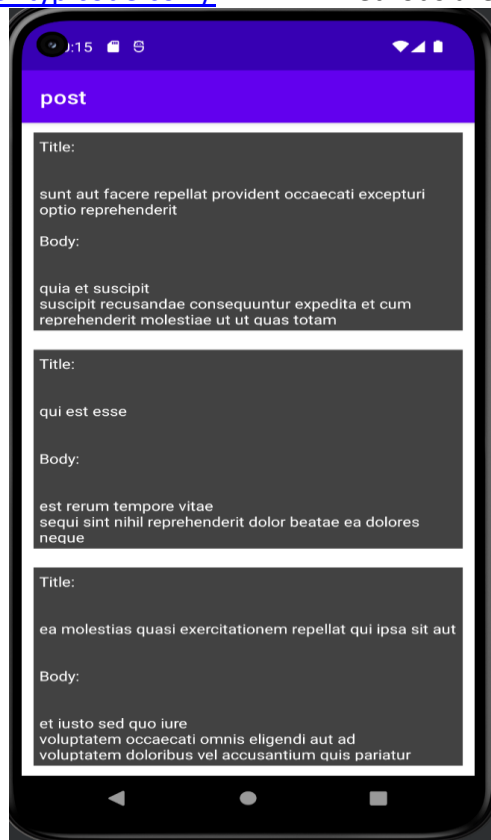 :15
post
Title:
sunt aut facere repellat provident occaecati excepturi
optio reprehenderit
Body:
quia et suscipit
suscipit recusandae consequuntur expedita et cum
reprehenderit molestiae ut ut quas totam
Title:
qui est esse
Body:
est rerum tempore vitae
sequi sint nihil reprehenderit dolor beatae ea dolores
neque
Title:
ea molestias quasi exercitationem repellat qui ipsa sit aut
Body:
et iusto sed quo iure
voluptatem occaecati omnis eligendi aut ad
voluptatem doloribus vel accusantium quis pariatur